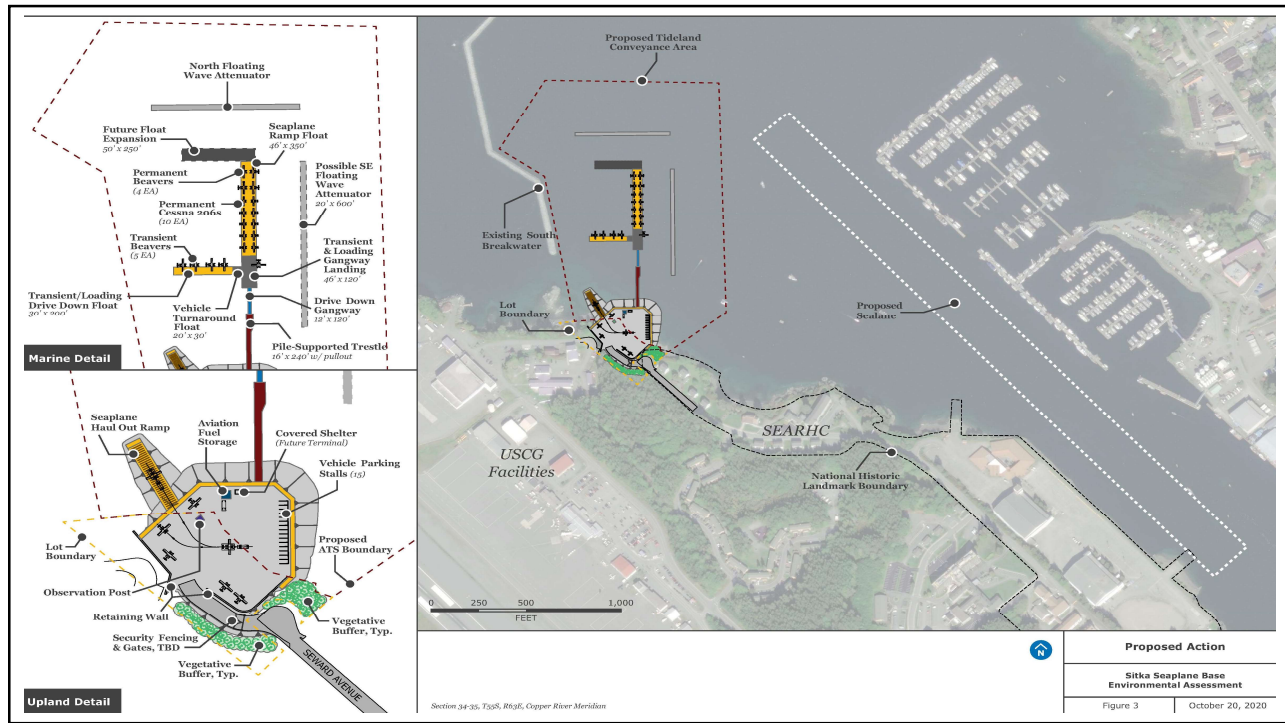 North Floating
Wave Attenuator
Future Float
Expansion
50' x 250'
Seaplane
Ramp Float
46' x 350'
Permanent
Beavers
(4 EA)
Possible SE
Floating
Wave
Attenuator
20' x 600'
Permanent
Cessna 206s
(10 EA)
Transient
Beavers
(5 EA)
Transient
& Loading
Gangway
Landing
46' x 120'
Transient/Loading
Drive Down Float
30' x 200'
Vehicle
Turnaround
Float
20' x 30'
Drive Down
Gangway
12' x 120'
Pile-Supported Trestle
16' x 240' w/ pullout
Marine Detail
Seaplane
Haul Out Ramp
Aviation
Fuel
Storage
Covered Shelter
(Future Terminal)
Vehicle Parking
Stalls (15)
Lot
Boundary
Proposed
ATS Boundary
Observation Post
Retaining Wall
Security Fencing
& Gates, TBD
Vegetative
Buffer, Typ.
Vegetative
Buffer, Typ.
SEWARD AVENUE
Upland Detail
Proposed Tideland
Conveyance Area
Existing South
Breakwater
Lot
Boundary
Proposed
Sealane
SEARHC
USCG
Facilities
National Historic
Landmark Boundary
0 250 500 1,000
FEET
N
Section 34-35, T55S, R63E, Copper River Meridian
Proposed Action
Sitka Seaplane Base
Environmental Assessment
Figure 3
October 20, 2020